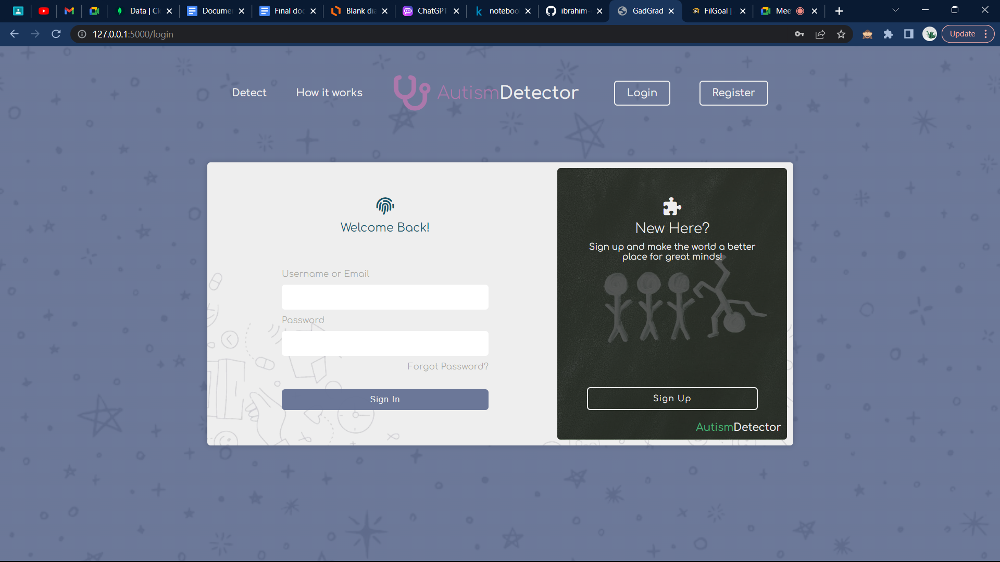 Data | Cl
Docume
Final doc
Blank dia
ChatGPT
noteboo
ibrahim-
GadGrad
FilGoal |
Mee
127.0.0.1:5000/login
Update
Detect
How it works
AutismDetector
Login
Register
Welcome Back!
Username or Email
Password
Forgot Password?
Sign In
New Here?
Sign up and make the world a better
place for great minds!
Sign Up
AutismDetector